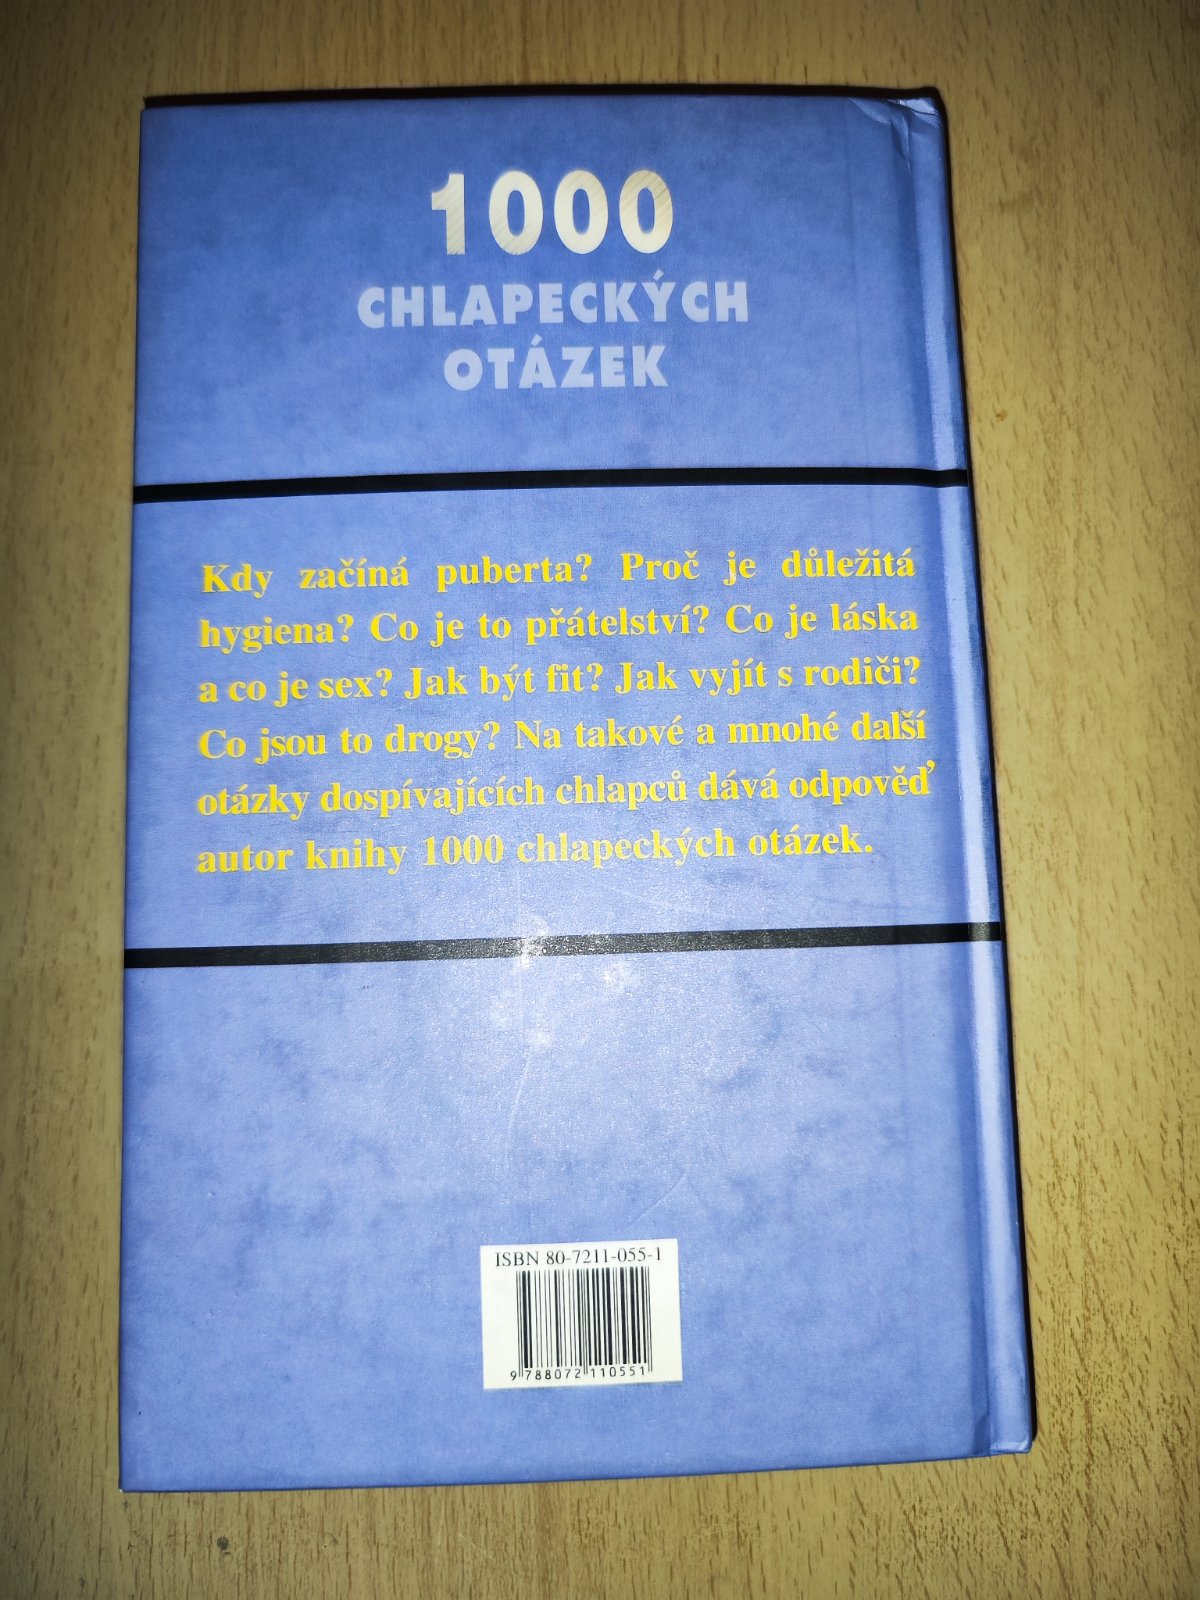 1000
CHLAPECKÝCH
OTÁZEK
Kdy začíná puberta? Proč je důležitá
hygiena? Co je to přátelství? Co je láska
a co je sex? Jak být fit? Jak vyjít s rodiči?
Co jsou to drogy? Na takové a mnohé další
otázky dospívajících chlapců dává odpověď
autor knihy 1000 chlapeckých otázek.
ISBN 80-7211-055-1
9 788072 110551